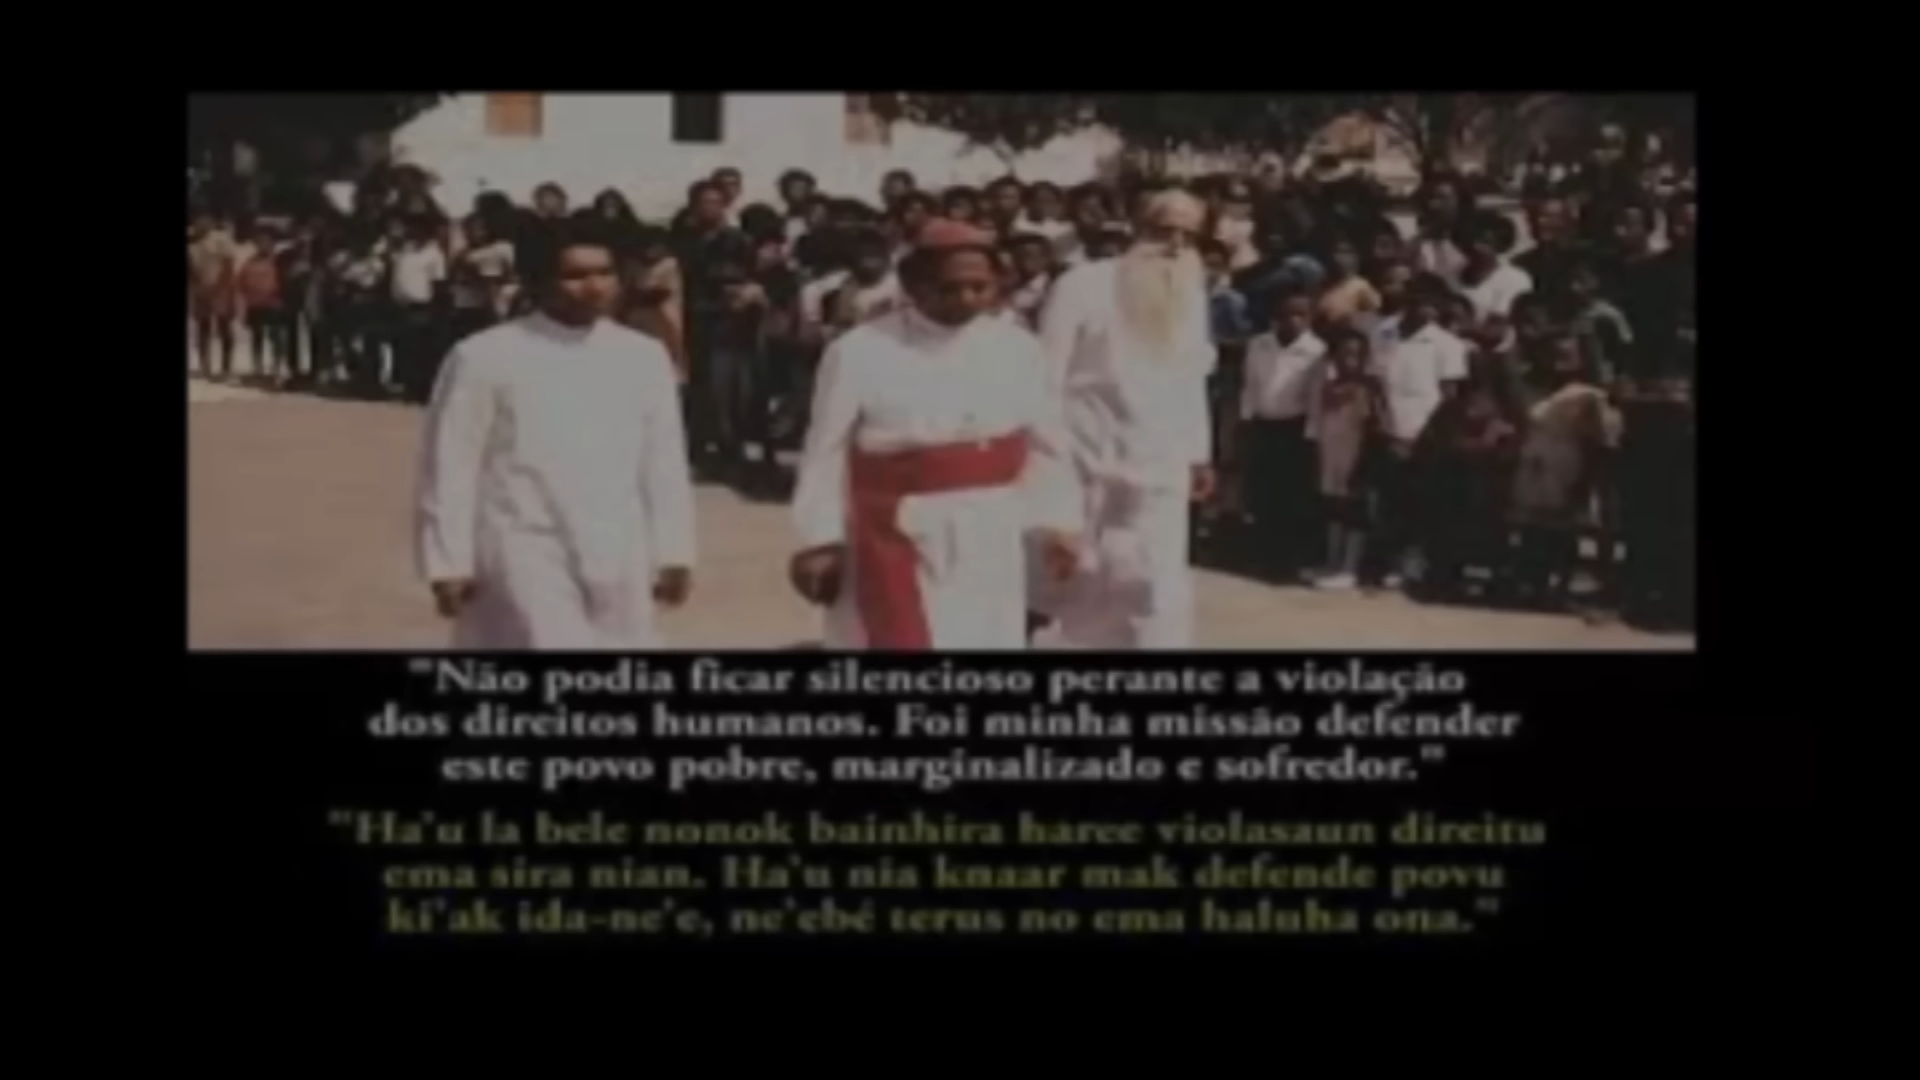 "Não podia ficar silencioso perante a violação
dos direitos humanos. Foi minha missão defender
este povo pobre, marginalizado e sofredor."
"Ha'u la bele nonok bainhira haree violasaun direitu
ema sira nian. Ha'u nia knaar mak defende povu
ki'ak ida-ne'e, ne'ebé terus no ema haluha ona."